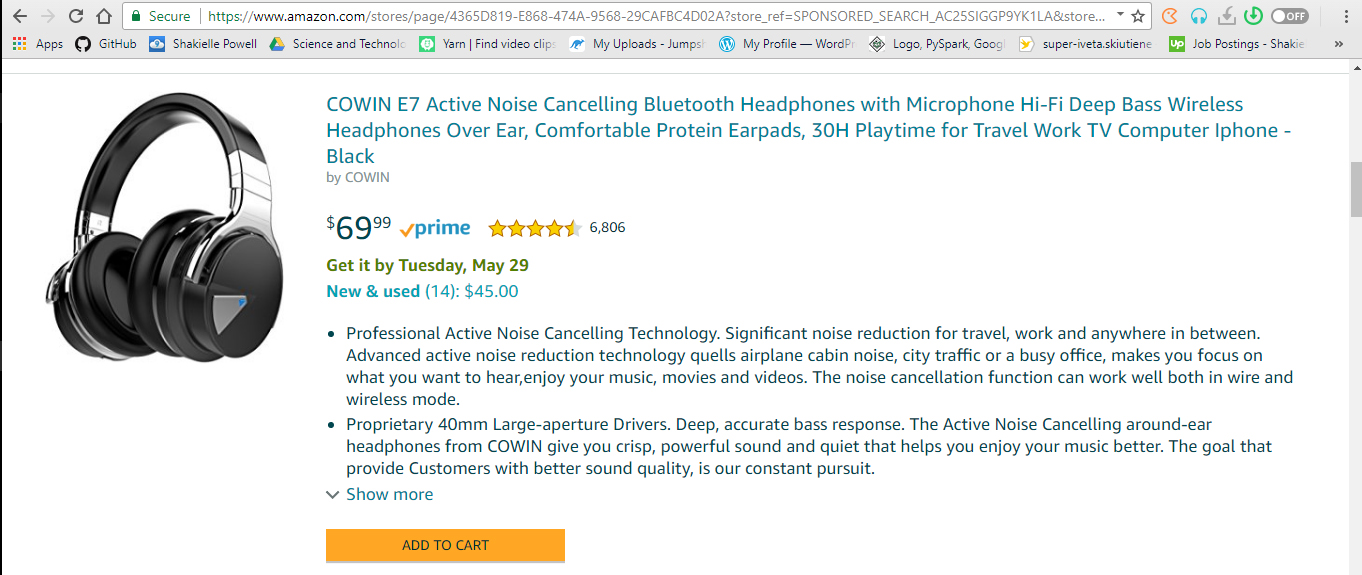 Secure https://www.amazon.com/stores/page/4365D819-E868-474A-9568-29CAFBC4D02A?store_ref=SPONSORED_SEARCH_AC25SIGGP9YK1LA&store... OFF
Apps GitHub Shakielle Powell Science and Technolo Yarn | Find video clips My Uploads - Jumpsh My Profile — WordPr Logo, PySpark, Goog super-iveta.skiutiene Up Job Postings - Shakie »
COWIN E7 Active Noise Cancelling Bluetooth Headphones with Microphone Hi-Fi Deep Bass Wireless
Headphones Over Ear, Comfortable Protein Earpads, 30H Playtime for Travel Work TV Computer Iphone -
Black
by COWIN
$6999 prime 6,806
Get it by Tuesday, May 29
New & used (14): $45.00
• Professional Active Noise Cancelling Technology. Significant noise reduction for travel, work and anywhere in between.
Advanced active noise reduction technology quells airplane cabin noise, city traffic or a busy office, makes you focus on
what you want to hear,enjoy your music, movies and videos. The noise cancellation function can work well both in wire and
wireless mode.
• Proprietary 40mm Large-aperture Drivers. Deep, accurate bass response. The Active Noise Cancelling around-ear
headphones from COWIN give you crisp, powerful sound and quiet that helps you enjoy your music better. The goal that
provide Customers with better sound quality, is our constant pursuit.
Show more
ADD TO CART